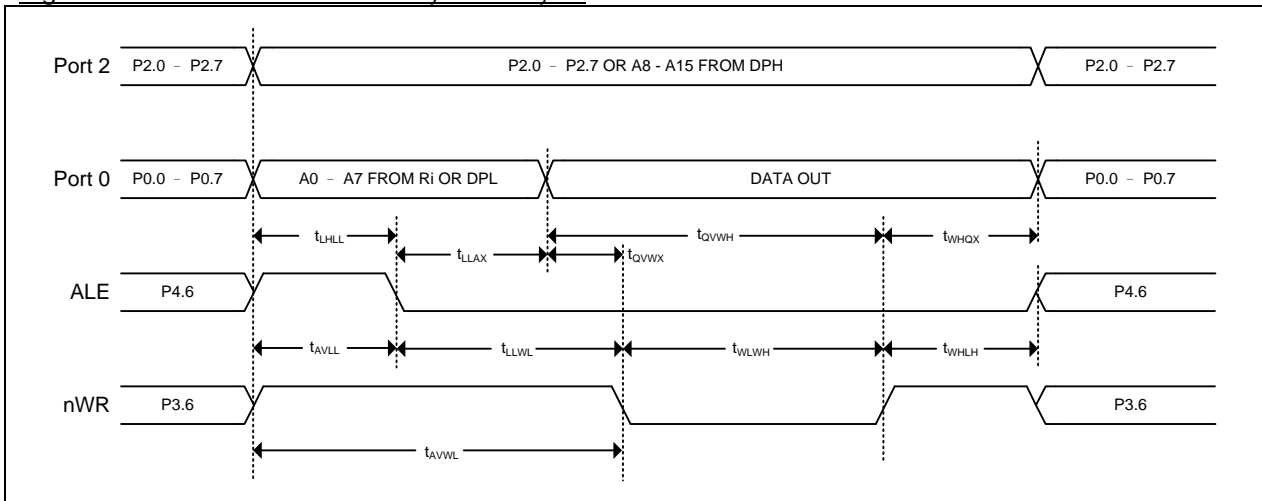 Port 2 P2.0 – P2.7 P2.0 – P2.7 OR A8 - A15 FROM DPH P2.0 – P2.7
Port 0 P0.0 – P0.7 A0 – A7 FROM Ri OR DPL DATA OUT P0.0 – P0.7
tLHLL tQVWH tWHQX
tLLAX tQVWX
ALE P4.6 P4.6
tAVLL tLLWL tWLWH tWHLH
nWR P3.6 P3.6
tAVWL